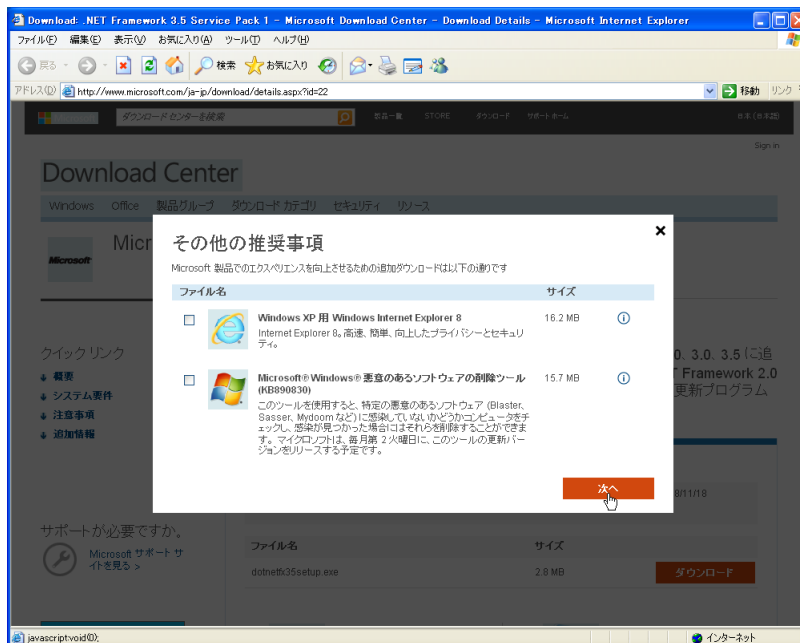 Download: .NET Framework 3.5 Service Pack 1 - Microsoft Download Center - Download Details - Microsoft Internet Explorer
ファイル(F) 編集(E) 表示(V) お気に入り(A) ツール(T) ヘルプ(H)
戻る 検索 お気に入り
アドレス(D) http://www.microsoft.com/ja-jp/download/details.aspx?id=22 移動 リンク
Microsoft ダウンロード センターを検索 製品一覧 STORE ダウンロード サポートホーム 日本 (日本語)
Sign in
Download Center
Windows Office 製品グループ ダウンロード カテゴリ セキュリティ リソース
Microsoft
Micr
その他の推奨事項
Microsoft 製品でのエクスペリエンスを向上させるための追加ダウンロードは以下の通りです
ファイル名 サイズ
Windows XP 用 Windows Internet Explorer 8 16.2 MB
Internet Explorer 8。高速、簡単、向上したプライバシーとセキュリ
ティ。
Microsoft® Windows® 悪意のあるソフトウェアの削除ツール 15.7 MB
(KB890830)
このツールを使用すると、特定の悪意のあるソフトウェア (Blaster、
Sasser、Mydoom など) に感染していないかどうかコンピュータをチ
ェックし、感染が見つかった場合にはそれらを削除することができま
す。マイクロソフトは、毎月第 2 火曜日に、このツールの更新バー
ジョンをリリースする予定です。
次へ
クイック リンク
概要
システム要件
注意事項
追加情報
0、3.0、3.5 に追
Framework 2.0
更新プログラム
8/11/18
サポートが必要ですか。
Microsoft サポート サ
イトを見る >
ファイル名 サイズ
dotnetfx35setup.exe 2.8 MB ダウンロード
javascript:void(0); インターネット